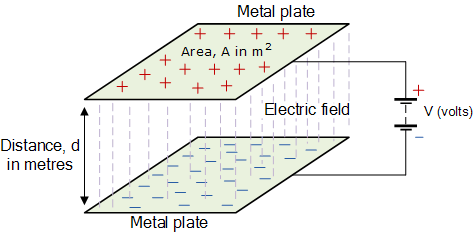 Metal plate
Area, A in m²
Electric field
+
V (volts)
−
Distance, d
in metres
Metal plate